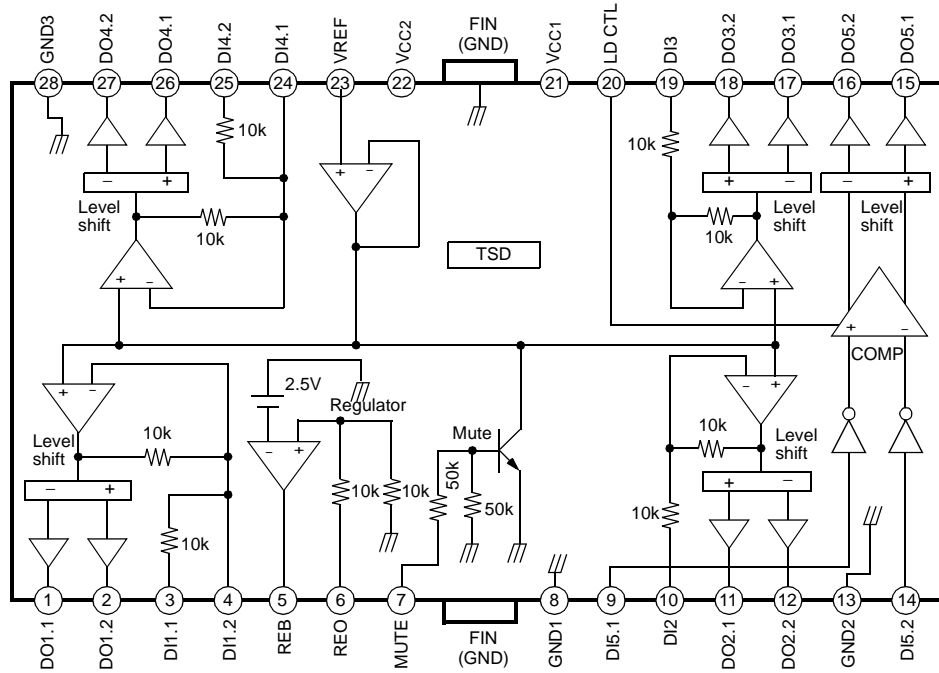 GND3
DO4.2
DO4.1
DI4.2
DI4.1
VREF
VCC2
FIN
(GND)
VCC1
LD CTL
DI3
DO3.2
DO3.1
DO5.2
DO5.1
28
27
26
25
24
23
22
21
20
19
18
17
16
15
10k
10k
+ −
− +
+ −
− +
Level
shift
10k
10k
Level
shift
Level
shift
TSD
+ −
− +
+ −
COMP
+ −
2.5V
Regulator
− +
Level
shift
10k
− +
Mute
10k
Level
shift
− +
+ −
10k
10k
10k
50k
50k
10k
1
2
3
4
5
6
7
8
9
10
11
12
13
14
DO1.1
DO1.2
DI1.1
DI1.2
REB
REO
MUTE
FIN
(GND)
GND1
DI5.1
DI2
DO2.1
DO2.2
GND2
DI5.2